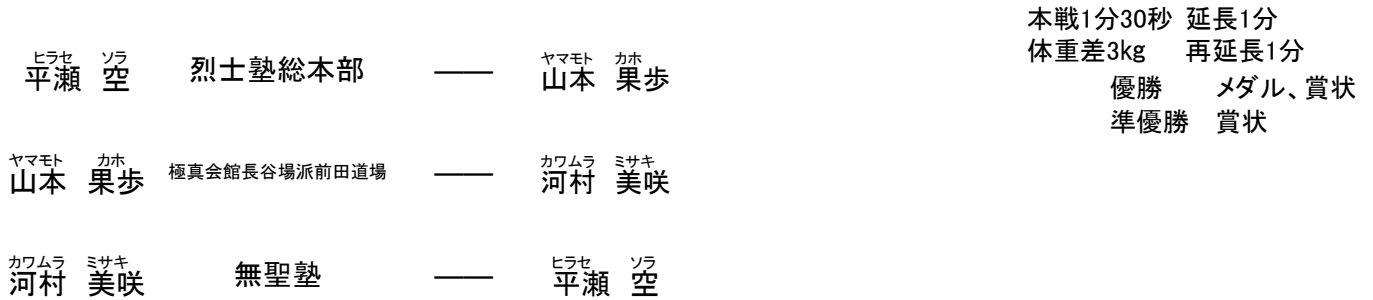 本戦1分30秒 延長1分
体重差3kg 再延長1分
優勝 メダル、賞状
準優勝 賞状
ヒラセ ソラ ヤマモト カホ
平瀬 空 烈士塾総本部 ―― 山本 果歩
ヤマモト カホ カワムラ ミサキ
山本 果歩 極真会館長谷場派前田道場 ―― 河村 美咲
カワムラ ミサキ ヒラセ ソラ
河村 美咲 無聖塾 ―― 平瀬 空